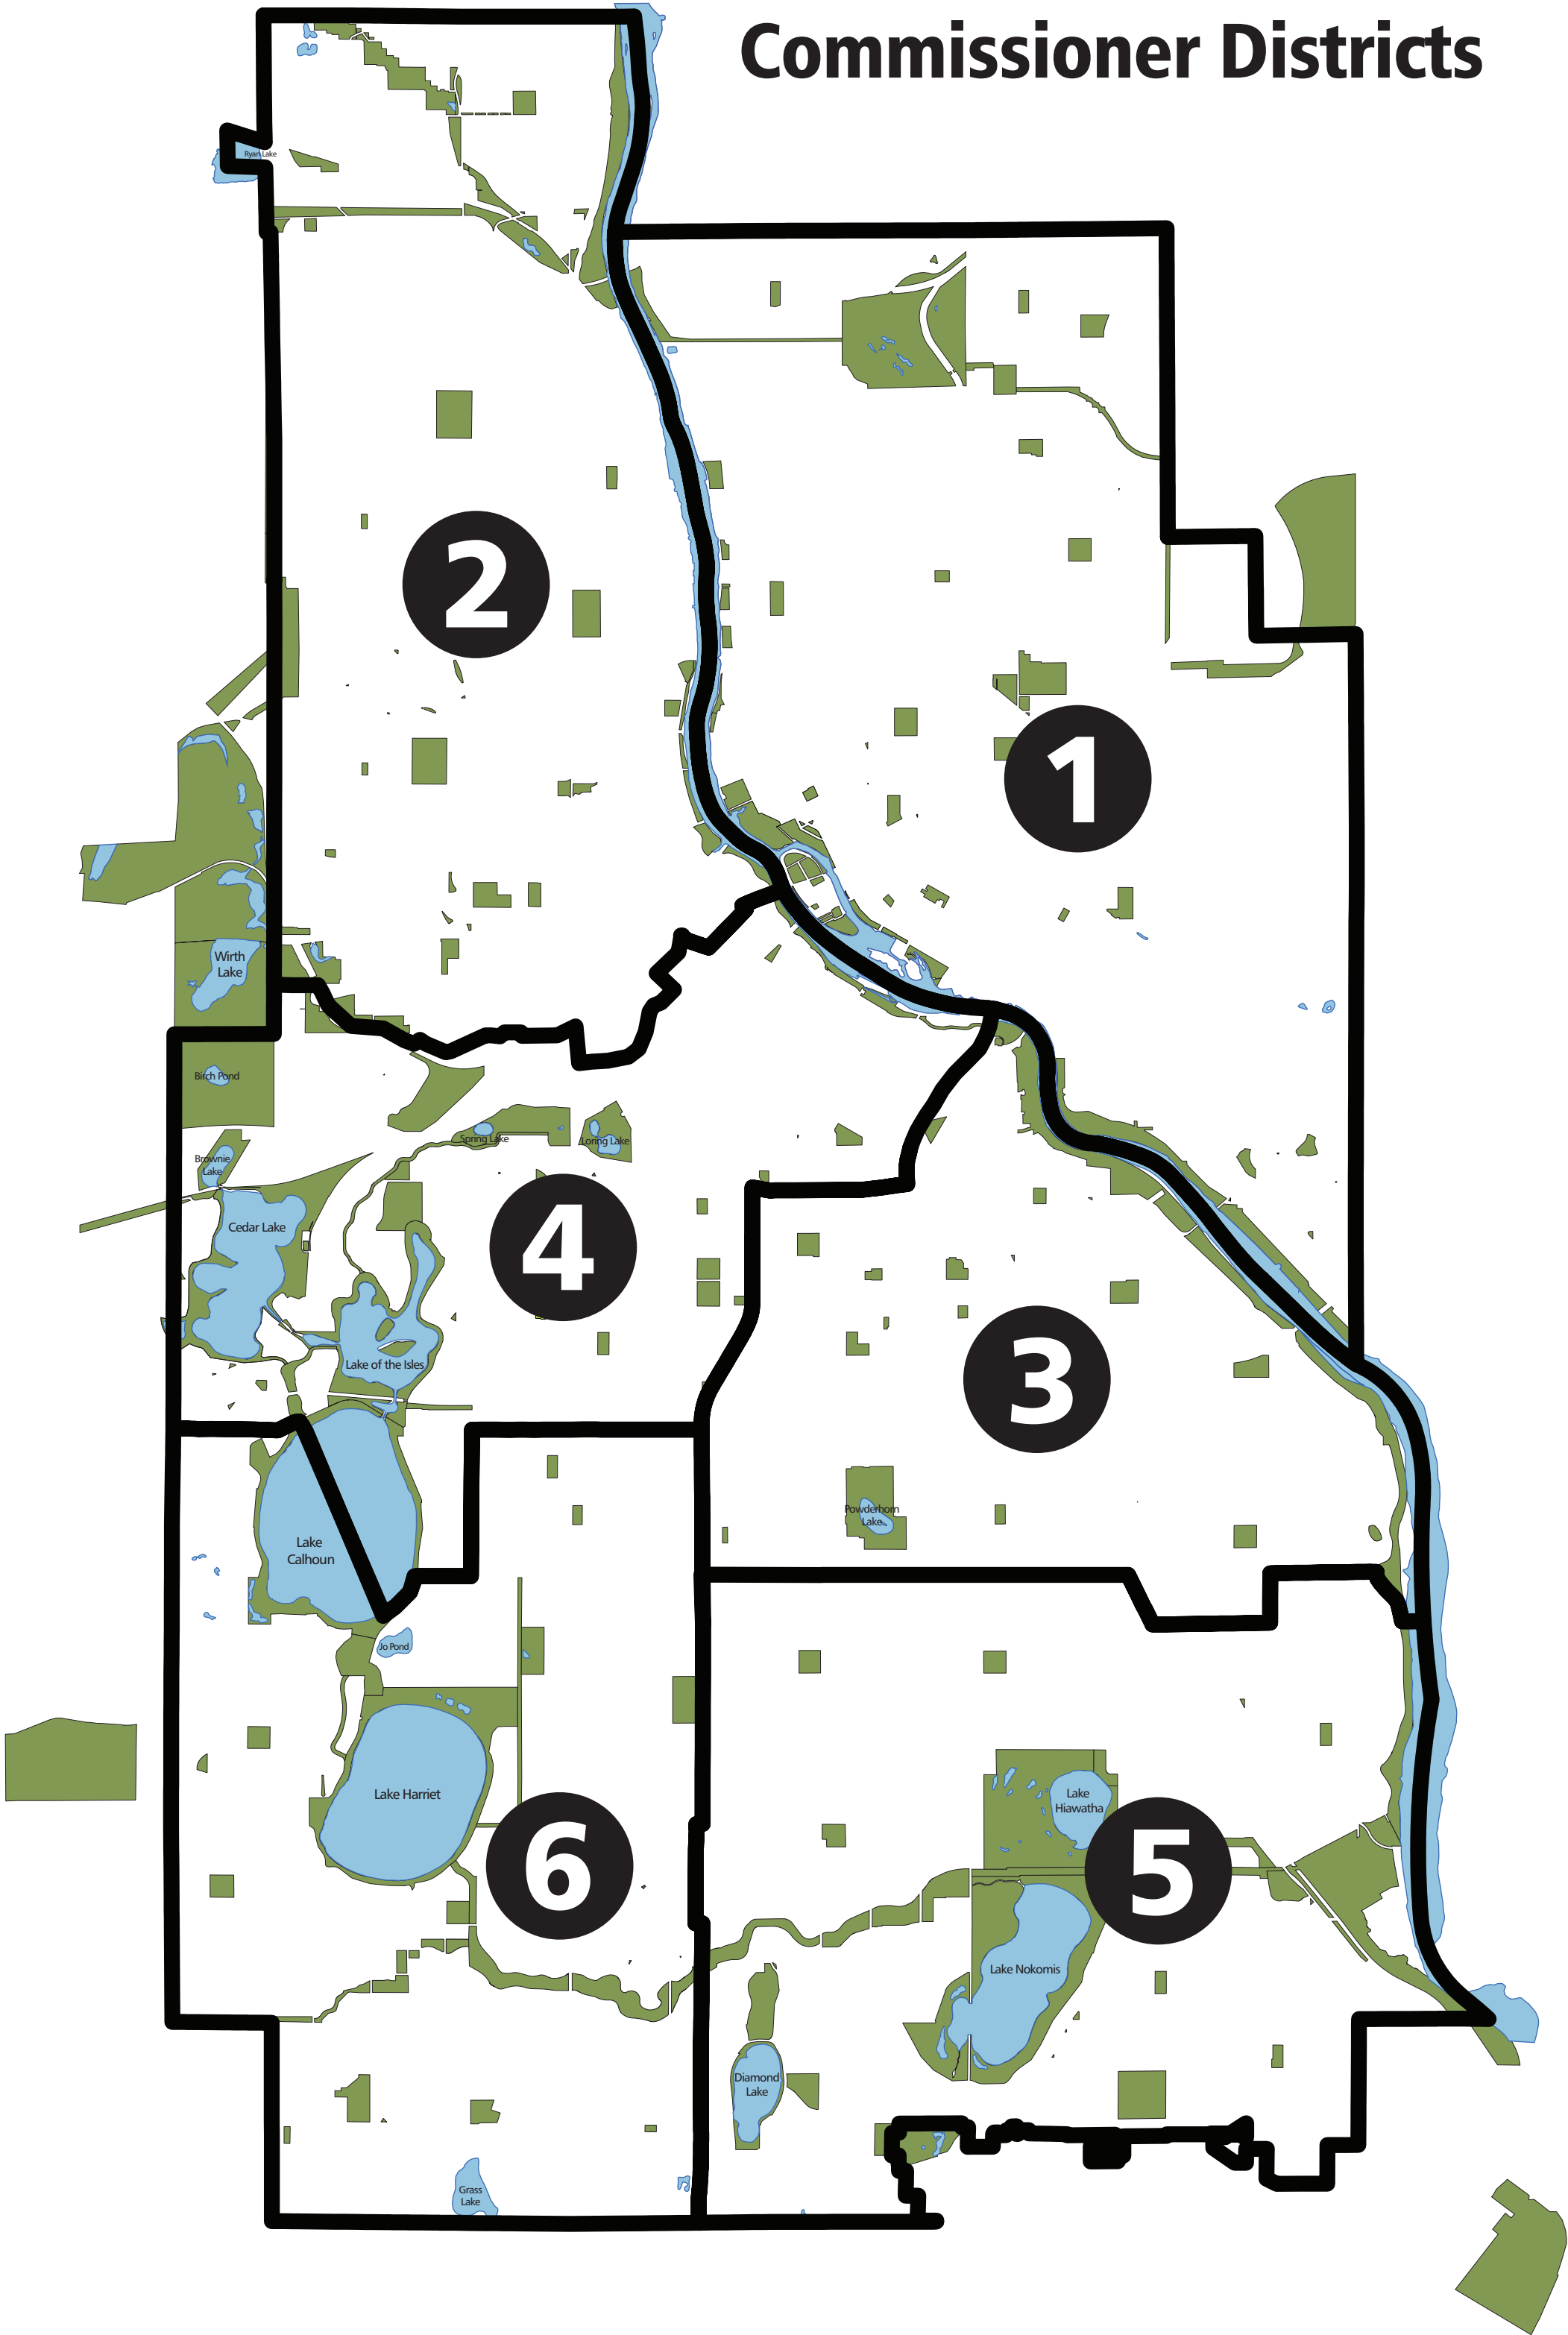 Commissioner Districts
Ryan Lake
2
1
Wirth
Lake
Birch Pond
Spring Lake
Loring Lake
Brownie
Lake
Cedar Lake
4
Lake of the Isles
3
Powderhorn
Lake
Lake
Calhoun
Jo Pond
Lake Harriet
Lake
Hiawatha
6
5
Lake Nokomis
Diamond
Lake
Grass
Lake